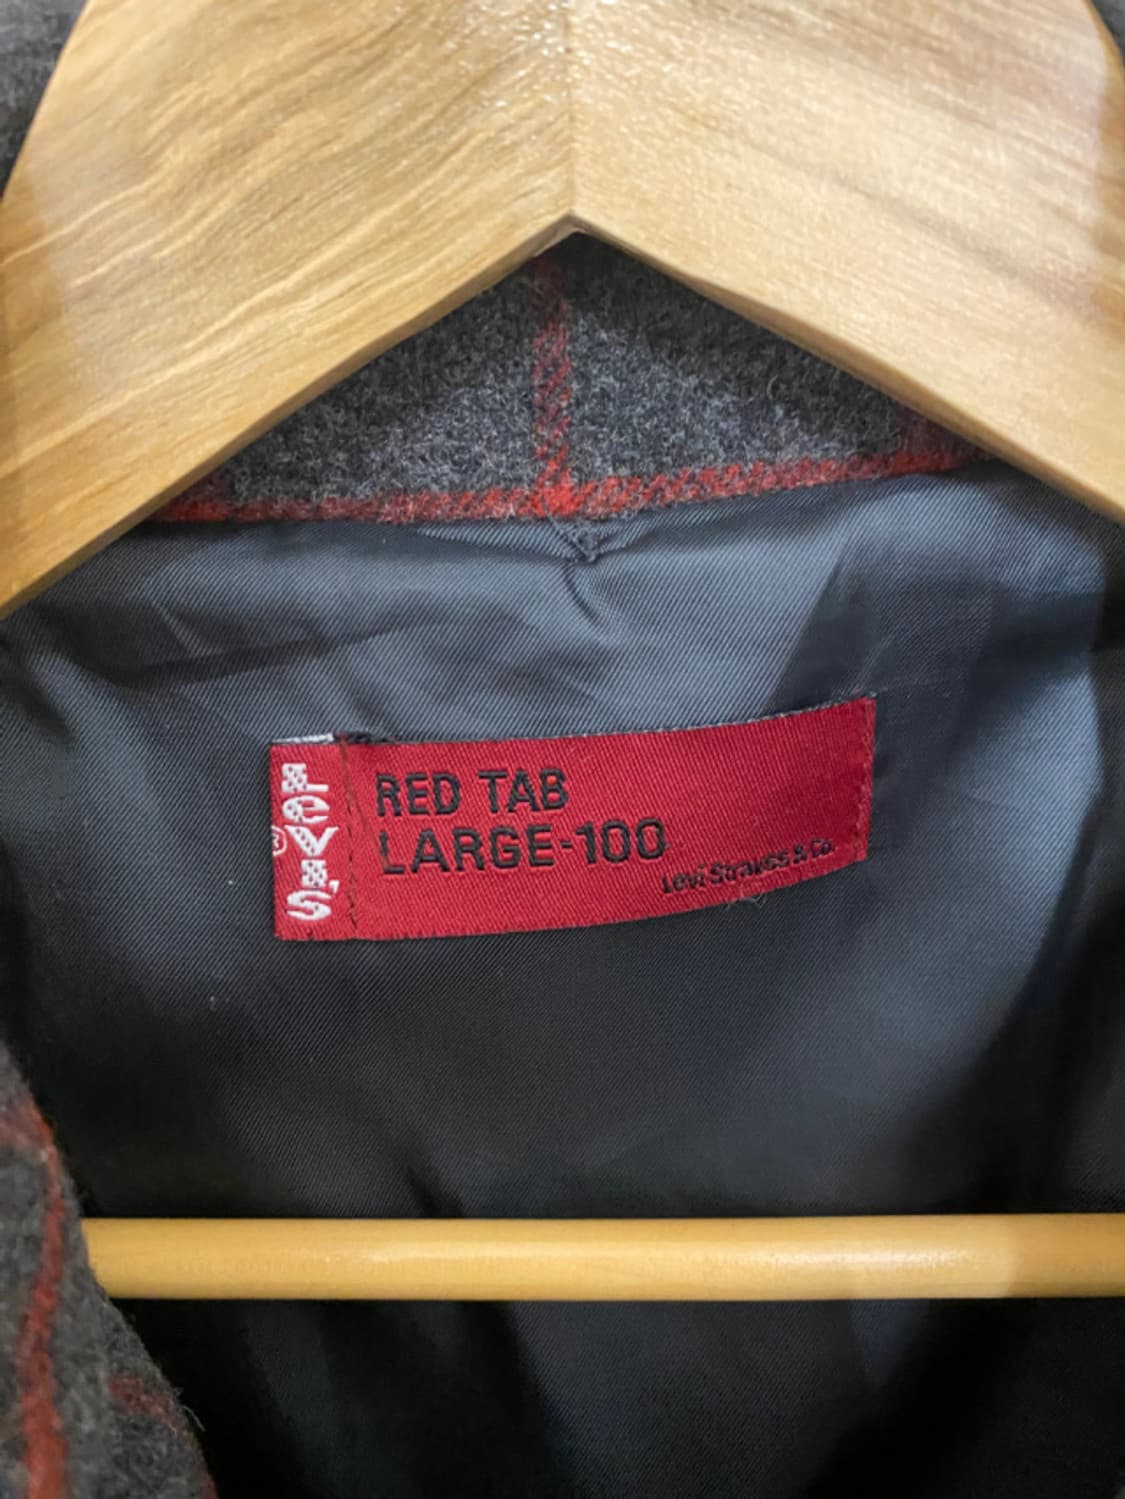 LEVI'S
®
RED TAB
LARGE-100
Levi Strauss & Co.